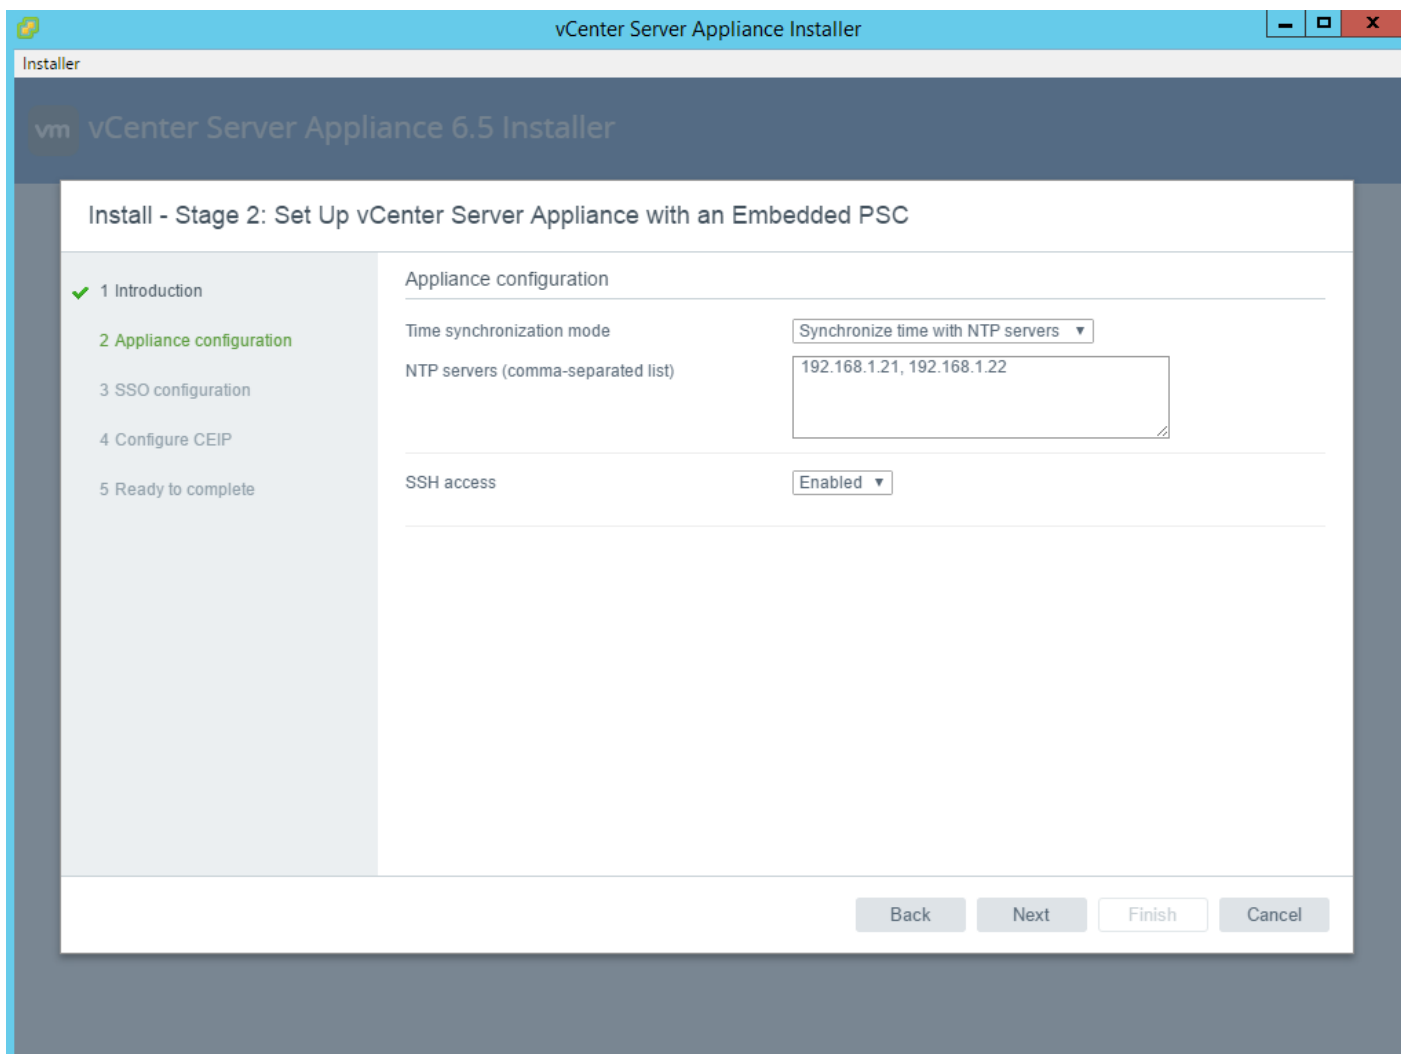 vCenter Server Appliance Installer
Installer
vm vCenter Server Appliance 6.5 Installer
Install - Stage 2: Set Up vCenter Server Appliance with an Embedded PSC
1 Introduction
2 Appliance configuration
3 SSO configuration
4 Configure CEIP
5 Ready to complete
Appliance configuration
Time synchronization mode Synchronize time with NTP servers
NTP servers (comma-separated list) 192.168.1.21, 192.168.1.22
SSH access Enabled
Back Next Finish Cancel